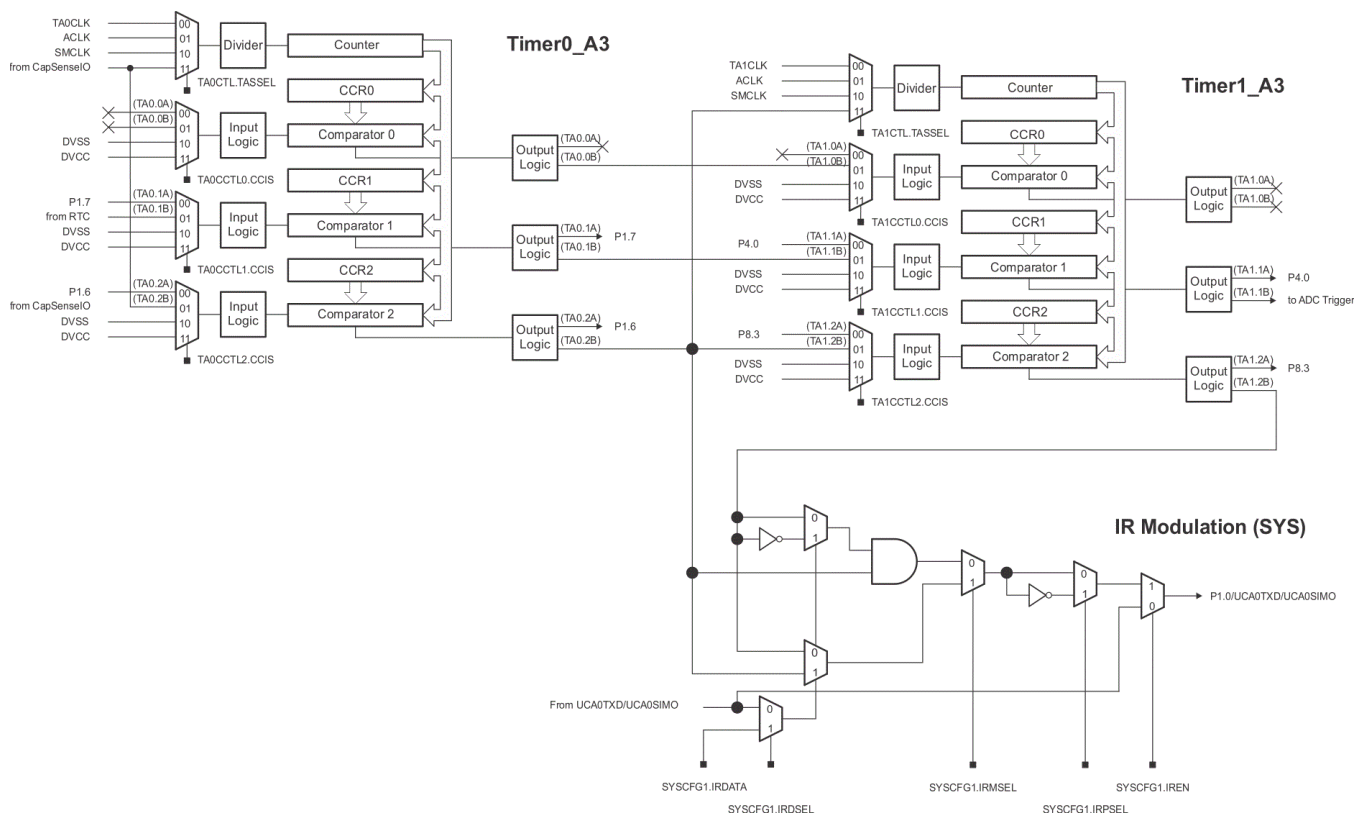 Timer0_A3
TA0CLK
ACLK
SMCLK
from CapSenseIO
00
01
10
11
TA0CTL.TASSEL
Divider
Counter
(TA0.0A)
(TA0.0B)
DVSS
DVCC
00
01
10
11
TA0CCTL0.CCIS
Input
Logic
CCR0
Comparator 0
Output
Logic
(TA0.0A)
(TA0.0B)
P1.7
from RTC
DVSS
DVCC
(TA0.1A)
(TA0.1B)
00
01
10
11
TA0CCTL1.CCIS
Input
Logic
CCR1
Comparator 1
Output
Logic
(TA0.1A)
(TA0.1B)
P1.7
P1.6
from CapSenseIO
DVSS
DVCC
(TA0.2A)
(TA0.2B)
00
01
10
11
TA0CCTL2.CCIS
Input
Logic
CCR2
Comparator 2
Output
Logic
(TA0.2A)
(TA0.2B)
P1.6
Timer1_A3
TA1CLK
ACLK
SMCLK
00
01
10
11
TA1CTL.TASSEL
Divider
Counter
(TA1.0A)
(TA1.0B)
DVSS
DVCC
00
01
10
11
TA1CCTL0.CCIS
Input
Logic
CCR0
Comparator 0
Output
Logic
(TA1.0A)
(TA1.0B)
P4.0
(TA1.1A)
(TA1.1B)
DVSS
DVCC
00
01
10
11
TA1CCTL1.CCIS
Input
Logic
CCR1
Comparator 1
Output
Logic
(TA1.1A)
(TA1.1B)
P4.0
to ADC Trigger
P8.3
(TA1.2A)
(TA1.2B)
DVSS
DVCC
00
01
10
11
TA1CCTL2.CCIS
Input
Logic
CCR2
Comparator 2
Output
Logic
(TA1.2A)
(TA1.2B)
P8.3
IR Modulation (SYS)
0
1
0
1
0
1
1
0
P1.0/UCA0TXD/UCA0SIMO
0
1
From UCA0TXD/UCA0SIMO
0
1
SYSCFG1.IRDATA
SYSCFG1.IRDSEL
SYSCFG1.IRMSEL
SYSCFG1.IRPSEL
SYSCFG1.IREN